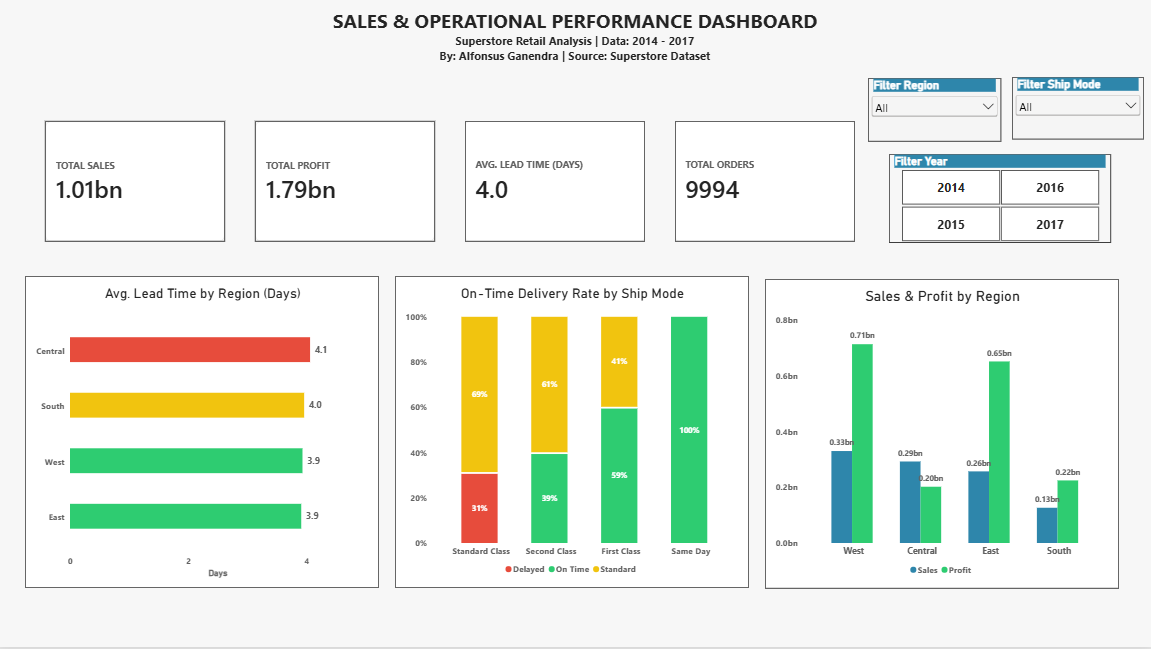 SALES & OPERATIONAL PERFORMANCE DASHBOARD
Superstore Retail Analysis | Data: 2014 - 2017
By: Alfonsus Ganendra | Source: Superstore Dataset
Filter Region
All
Filter Ship Mode
All
Filter Year
2014
2016
2015
2017
TOTAL SALES
1.01bn
TOTAL PROFIT
1.79bn
AVG. LEAD TIME (DAYS)
4.0
TOTAL ORDERS
9994
Avg. Lead Time by Region (Days)
Central
4.1
South
4.0
West
3.9
East
3.9
0
2
4
Days
On-Time Delivery Rate by Ship Mode
100%
80%
60%
40%
20%
0%
69%
31%
61%
39%
41%
59%
100%
Standard Class
Second Class
First Class
Same Day
Delayed
On Time
Standard
Sales & Profit by Region
0.8bn
0.6bn
0.4bn
0.2bn
0.0bn
0.33bn
0.71bn
0.29bn
0.20bn
0.26bn
0.65bn
0.13bn
0.22bn
West
Central
East
South
Sales
Profit